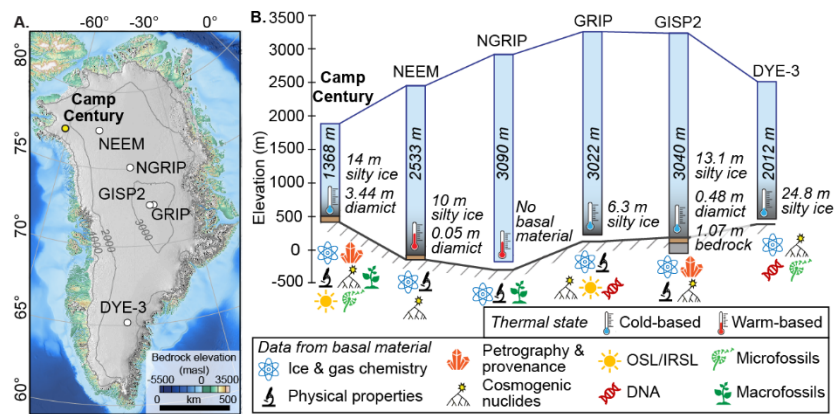 A.
-60°
-30°
0°
80°
75°
70°
65°
60°
Camp
Century
NEEM
NGRIP
GISP2
GRIP
DYE-3
2000
3000
Bedrock elevation
(masl)
-5500 0 3500
km
0 500
B.
3500
3000
2500
2000
1500
1000
500
0
-500
Elevation (m)
Camp
Century
1368 m
14 m
silty ice
3.44 m
diamict
NEEM
2533 m
10 m
silty ice
0.05 m
diamict
NGRIP
3090 m
No
basal
material
GRIP
3022 m
6.3 m
silty ice
GISP2
3040 m
13.1 m
silty ice
0.48 m
diamict
1.07 m
bedrock
DYE-3
2012 m
24.8 m
silty ice
Thermal state
Cold-based
Warm-based
Data from basal material
Ice & gas chemistry
Physical properties
Petrography &
provenance
Cosmogenic
nuclides
OSL/IRSL
DNA
Microfossils
Macrofossils